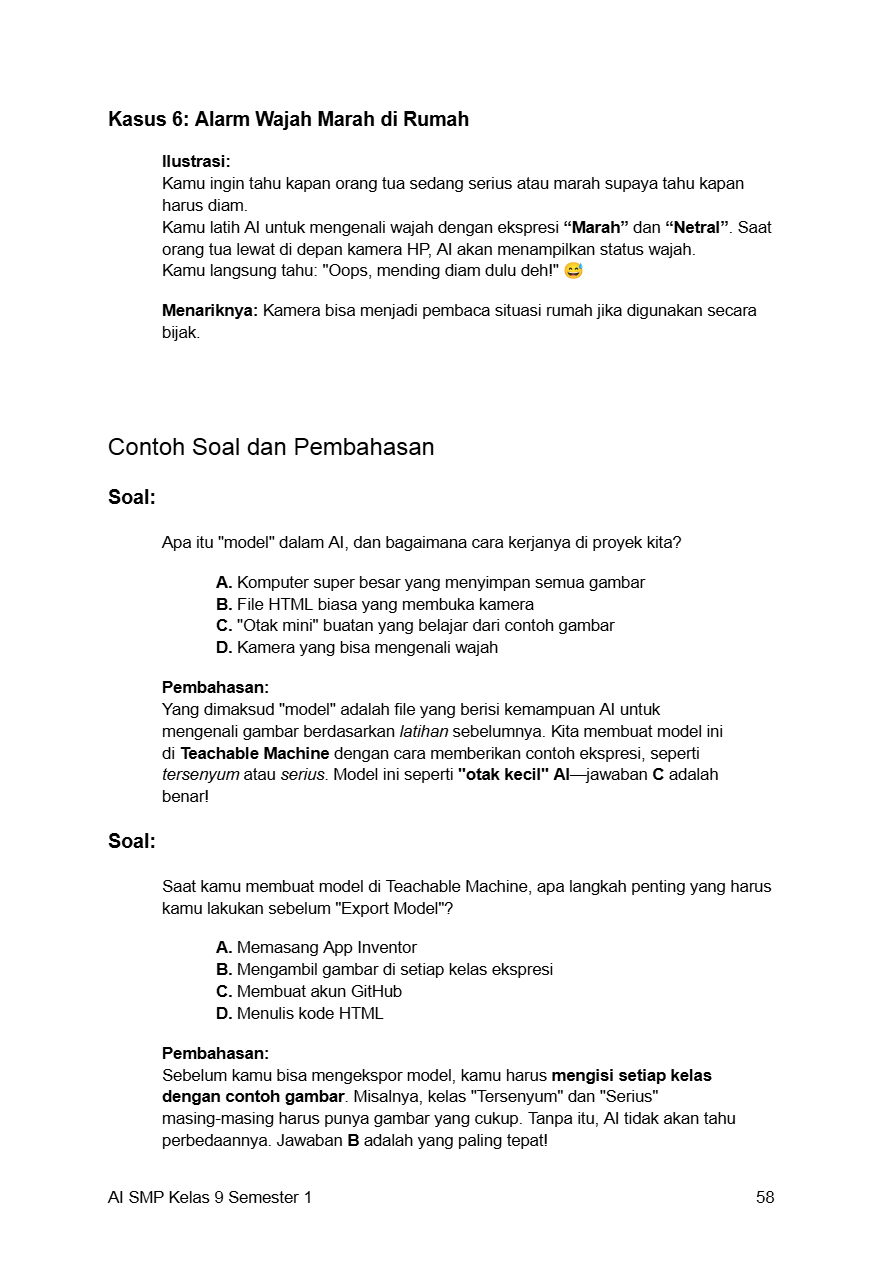 Kasus 6: Alarm Wajah Marah di Rumah
Ilustrasi:
Kamu ingin tahu kapan orang tua sedang serius atau marah supaya tahu kapan
harus diam.
Kamu latih AI untuk mengenali wajah dengan ekspresi “Marah” dan “Netral”. Saat
orang tua lewat di depan kamera HP, AI akan menampilkan status wajah.
Kamu langsung tahu: "Oops, mending diam dulu deh!" 😅
Menariknya: Kamera bisa menjadi pembaca situasi rumah jika digunakan secara
bijak.
Contoh Soal dan Pembahasan
Soal:
Apa itu "model" dalam AI, dan bagaimana cara kerjanya di proyek kita?
A. Komputer super besar yang menyimpan semua gambar
B. File HTML biasa yang membuka kamera
C. "Otak mini" buatan yang belajar dari contoh gambar
D. Kamera yang bisa mengenali wajah
Pembahasan:
Yang dimaksud "model" adalah file yang berisi kemampuan AI untuk
mengenali gambar berdasarkan latihan sebelumnya. Kita membuat model ini
di Teachable Machine dengan cara memberikan contoh ekspresi, seperti
tersenyum atau serius. Model ini seperti "otak kecil" AI—jawaban C adalah
benar!
Soal:
Saat kamu membuat model di Teachable Machine, apa langkah penting yang harus
kamu lakukan sebelum "Export Model"?
A. Memasang App Inventor
B. Mengambil gambar di setiap kelas ekspresi
C. Membuat akun GitHub
D. Menulis kode HTML
Pembahasan:
Sebelum kamu bisa mengekspor model, kamu harus mengisi setiap kelas
dengan contoh gambar. Misalnya, kelas "Tersenyum" dan "Serius"
masing-masing harus punya gambar yang cukup. Tanpa itu, AI tidak akan tahu
perbedaannya. Jawaban B adalah yang paling tepat!
AI SMP Kelas 9 Semester 1 58